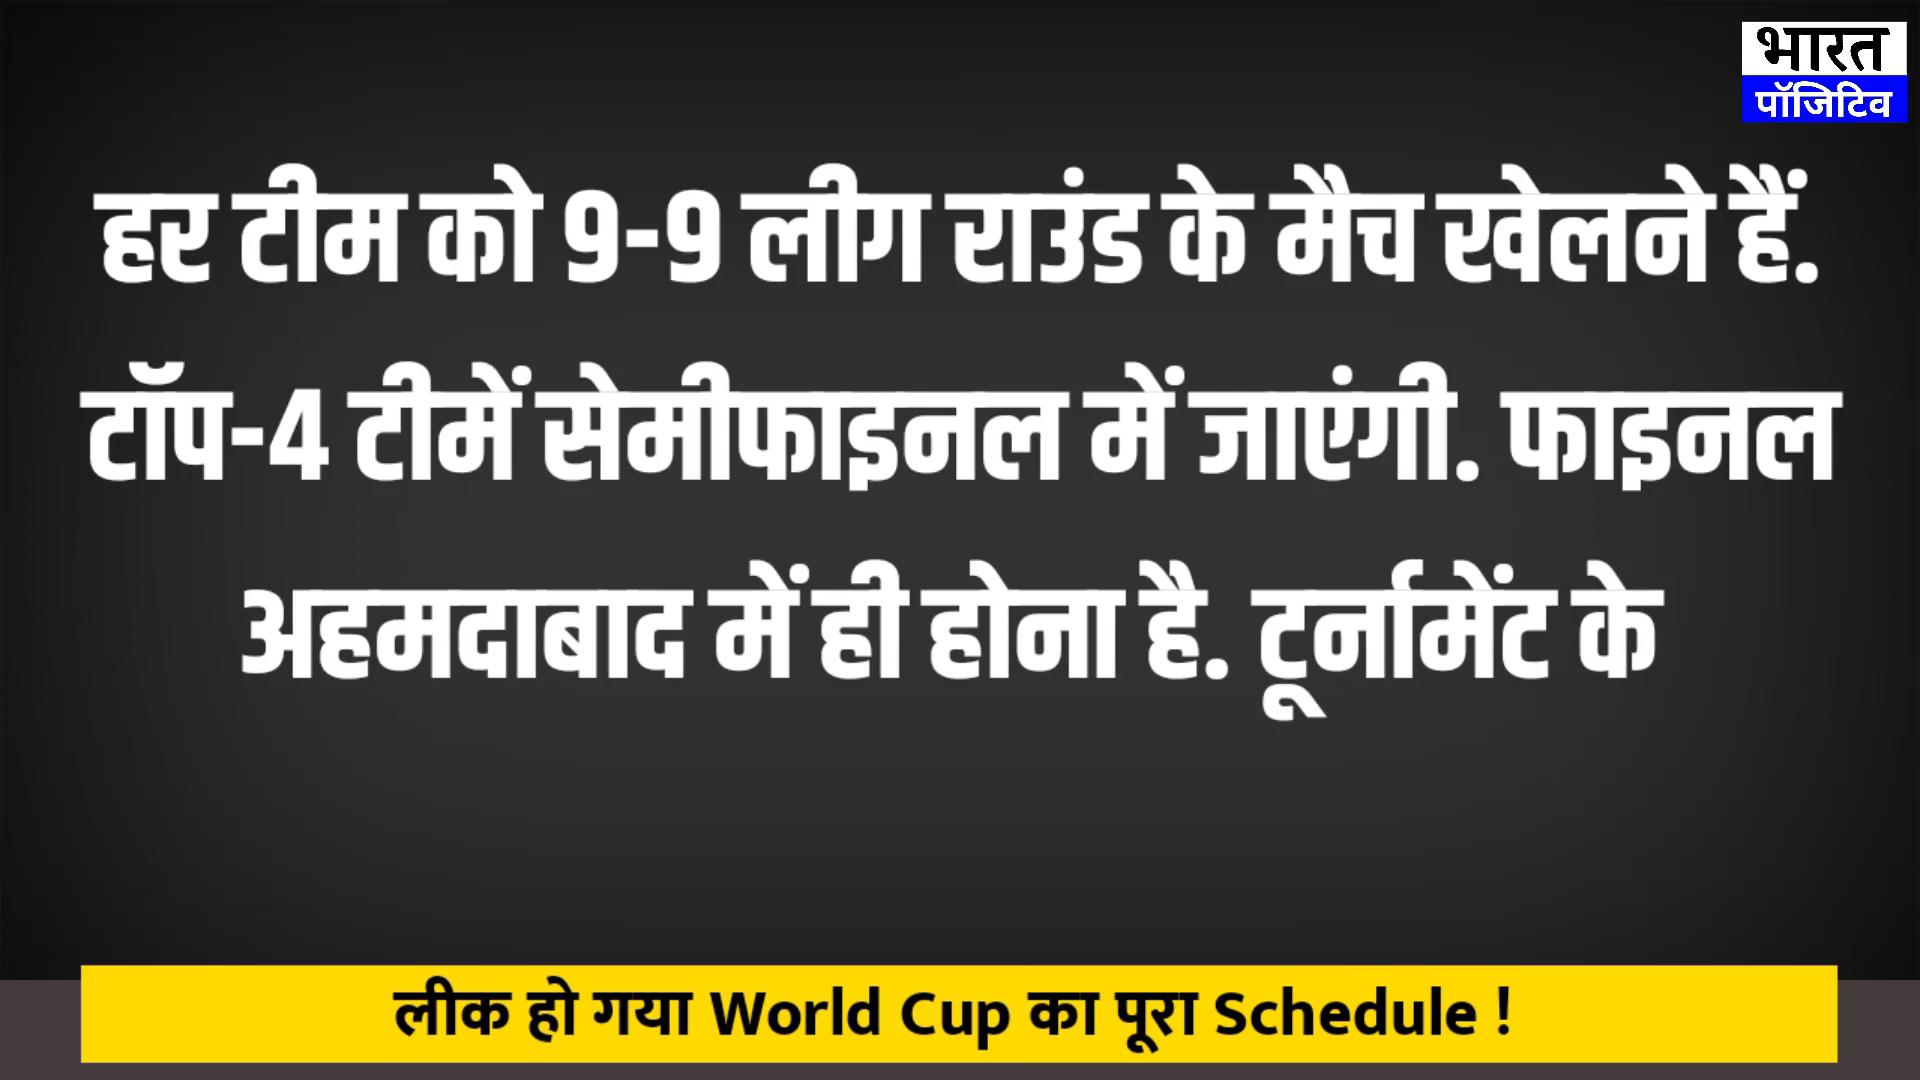 भारत
पॉजिटिव
हर टीम को 9-9 लीग राउंड के मैच खेलने हैं.
टॉप-4 टीमें सेमीफाइनल में जाएंगी. फाइनल
अहमदाबाद में ही होना है. टूर्नामेंट के
लीक हो गया World Cup का पूरा Schedule !